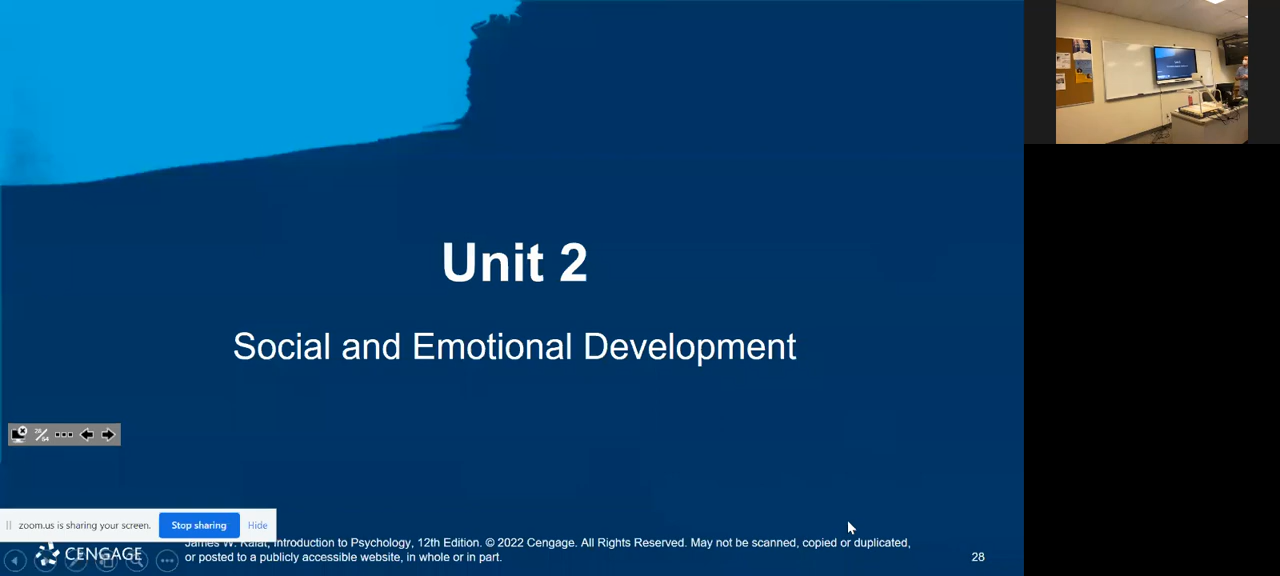 Unit 2
Social and Emotional Development
28/54
zoom.us is sharing your screen.
Stop sharing
Hide
CENGAGE
James W. Kalat, Introduction to Psychology, 12th Edition. © 2022 Cengage. All Rights Reserved. May not be scanned, copied or duplicated,
or posted to a publicly accessible website, in whole or in part.
28